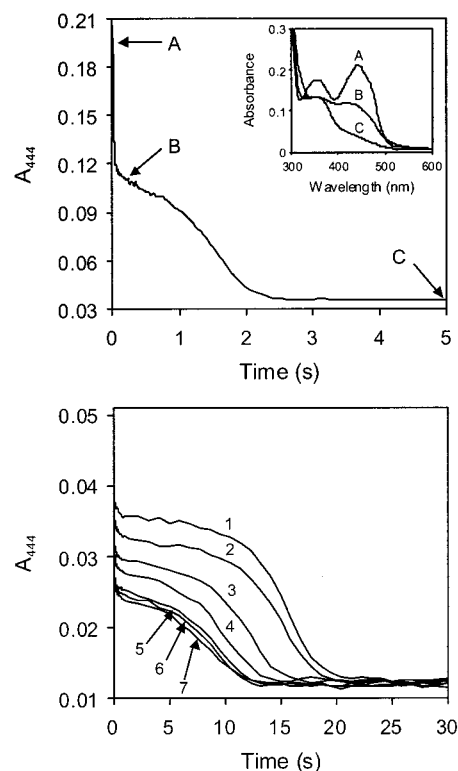 0.21
0.18
0.15
0.12
0.09
0.06
0.03
A444
A
B
C
0 1 2 3 4 5
Time (s)
0.3
0.2
0.1
0
Absorbance
A
B
C
300 400 500 600
Wavelength (nm)
0.05
0.04
0.03
0.02
0.01
A444
1
2
3
4
5
6
7
0 5 10 15 20 25 30
Time (s)